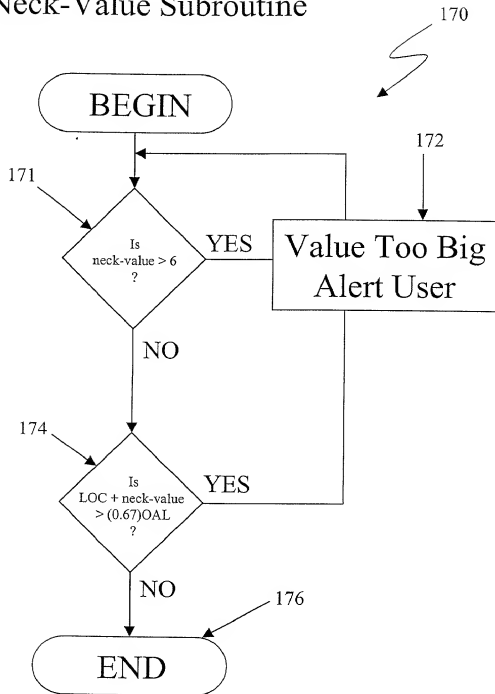 Neck-Value Subroutine
170
BEGIN
172
171
Is
neck-value > 6
?
YES
Value Too Big
Alert User
NO
174
Is
LOC + neck-value
> (0.67)OAL
?
YES
NO
176
END